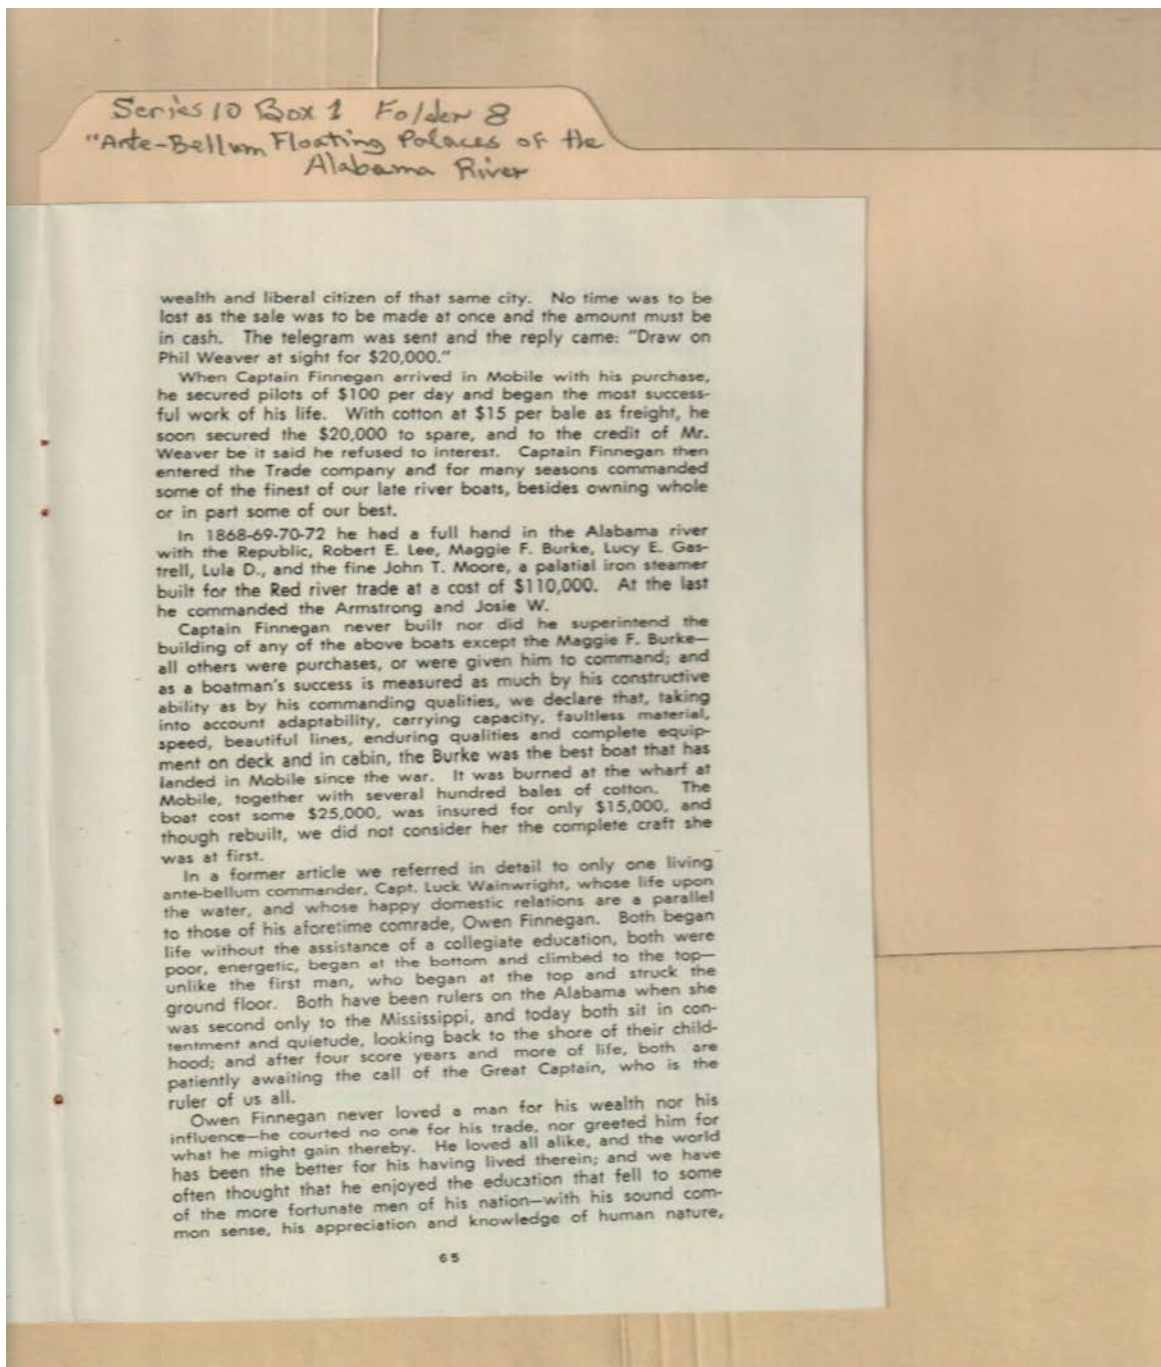 Series 10 Box 1 Folder 8
"Ante-Bellum Floating Palaces of the
Alabama River
wealth and liberal citizen of that same city. No time was to be
lost as the sale was to be made at once and the amount must be
in cash. The telegram was sent and the reply came: "Draw on
Phil Weaver at sight for $20,000."
When Captain Finnegan arrived in Mobile with his purchase,
he secured pilots of $100 per day and began the most success-
ful work of his life. With cotton at $15 per bale as freight, he
soon secured the $20,000 to spare, and to the credit of Mr.
Weaver be it said he refused to interest. Captain Finnegan then
entered the Trade company and for many seasons commanded
some of the finest of our late river boats, besides owning whole
or in part some of our best.
In 1868-69-70-72 he had a full hand in the Alabama river
with the Republic, Robert E. Lee, Maggie F. Burke, Lucy E. Gas-
trell, Lula D., and the fine John T. Moore, a palatial iron steamer
built for the Red river trade at a cost of $110,000. At the last
he commanded the Armstrong and Josie W.
Captain Finnegan never built nor did he superintend the
building of any of the above boats except the Maggie F. Burke—
all others were purchases, or were given him to command; and
as a boatman's success is measured as much by his constructive
ability as by his commanding qualities, we declare that, taking
into account adaptability, carrying capacity, faultless material,
speed, beautiful lines, enduring qualities and complete equip-
ment on deck and in cabin, the Burke was the best boat that has
landed in Mobile since the war. It was burned at the wharf at
Mobile, together with several hundred bales of cotton. The
boat cost some $25,000, was insured for only $15,000, and
though rebuilt, we did not consider her the complete craft she
was at first.
In a former article we referred in detail to only one living
ante-bellum commander, Capt. Luck Wainwright, whose life upon
the water, and whose happy domestic relations are a parallel
to those of his aforetime comrade, Owen Finnegan. Both began
life without the assistance of a collegiate education, both were
poor, energetic, began at the bottom and climbed to the top—
unlike the first man, who began at the top and struck the
ground floor. Both have been rulers on the Alabama when she
was second only to the Mississippi, and today both sit in con-
tentment and quietude, looking back to the shore of their child-
hood; and after four score years and more of life, both are
patiently awaiting the call of the Great Captain, who is the
ruler of us all.
Owen Finnegan never loved a man for his wealth nor his
influence—he courted no one for his trade, nor greeted him for
what he might gain thereby. He loved all alike, and the world
has been the better for his having lived therein; and we have
often thought that he enjoyed the education that fell to some
of the more fortunate men of his nation—with his sound com-
mon sense, his appreciation and knowledge of human nature,
65